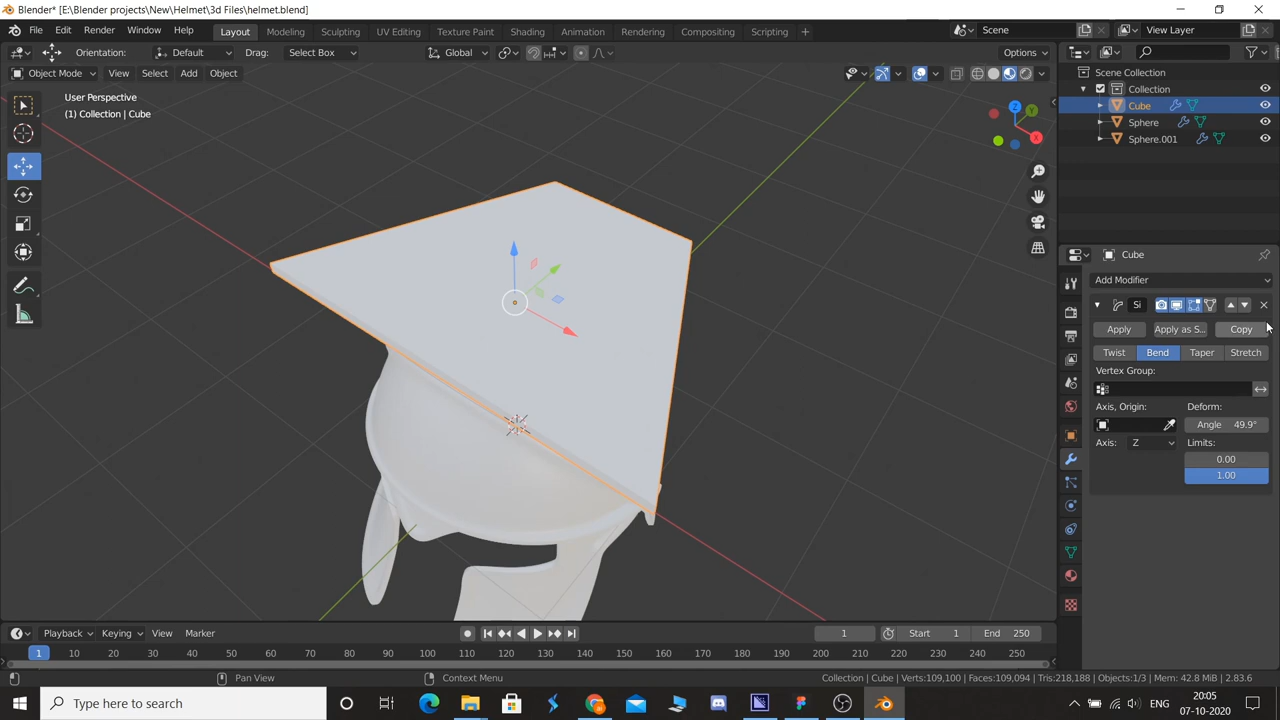 Blender* [E:\Blender projects\New\Helmet\3d Files\helmet.blend]
File Edit Render Window Help Layout Modeling Sculpting UV Editing Texture Paint Shading Animation Rendering Compositing Scripting + Scene View Layer
Orientation: Default Drag: Select Box Global Options
Object Mode View Select Add Object
User Perspective
(1) Collection | Cube
Z
Y
X
Scene Collection
Collection
Cube
Sphere
Sphere.001
Cube
Add Modifier
Si
Apply Apply as S... Copy
Twist Bend Taper Stretch
Vertex Group:
Axis, Origin: Deform:
Angle 49.9°
Axis: Z Limits:
0.00
1.00
Playback Keying View Marker 1 Start 1 End 250
1 10 20 30 40 50 60 70 80 90 100 110 120 130 140 150 160 170 180 190 200 210 220 230 240 250
Pan View Context Menu Collection | Cube | Verts:109,100 | Faces:109,094 | Tris:218,188 | Objects:1/3 | Mem: 42.8 MiB | 2.83.6
Type here to search
ENG
20:05
07-10-2020